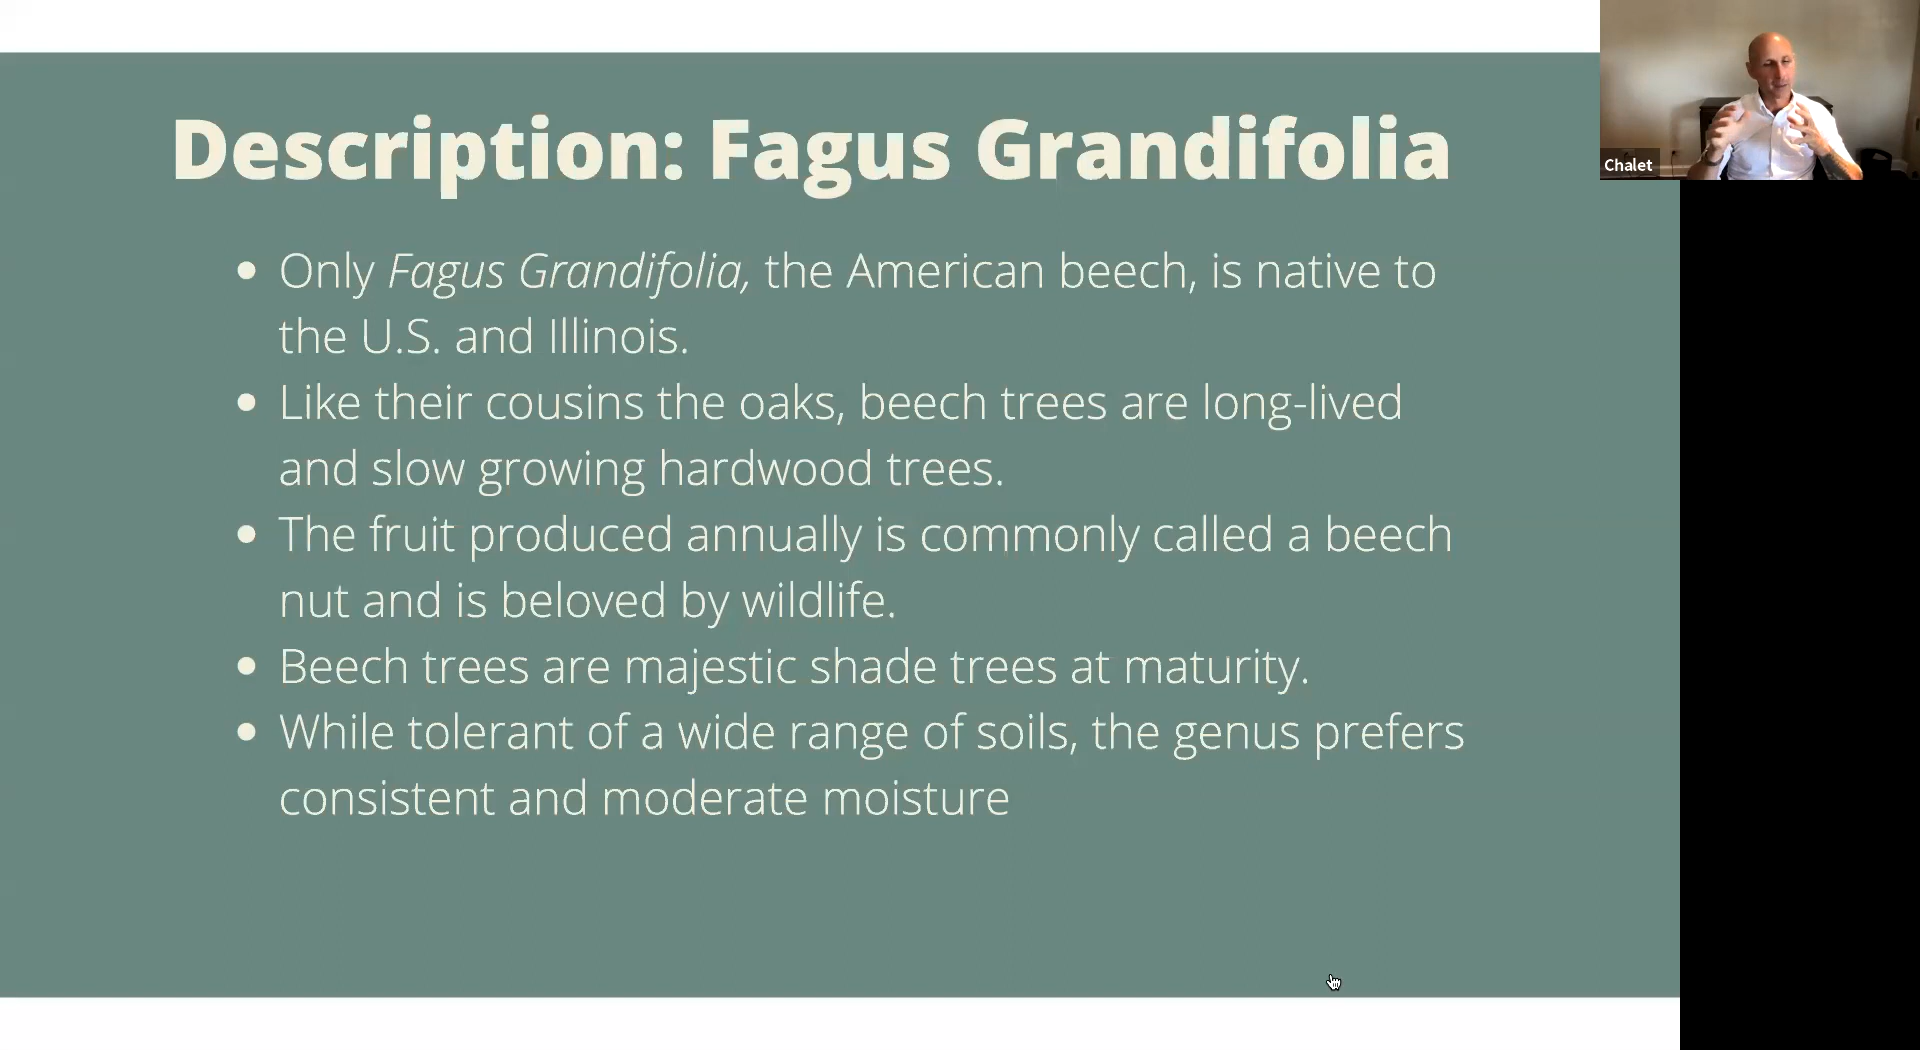 Description: Fagus Grandifolia
Chalet
• Only Fagus Grandifolia, the American beech, is native to
the U.S. and Illinois.
• Like their cousins the oaks, beech trees are long-lived
and slow growing hardwood trees.
• The fruit produced annually is commonly called a beech
nut and is beloved by wildlife.
• Beech trees are majestic shade trees at maturity.
• While tolerant of a wide range of soils, the genus prefers
consistent and moderate moisture